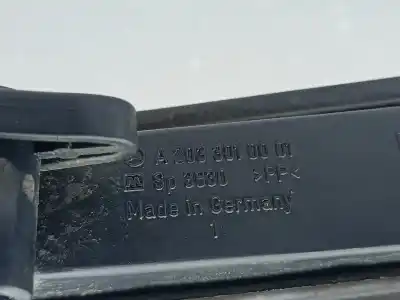 A 203 301 00 01
Sp 3530 >PP<
Made in Germany
1